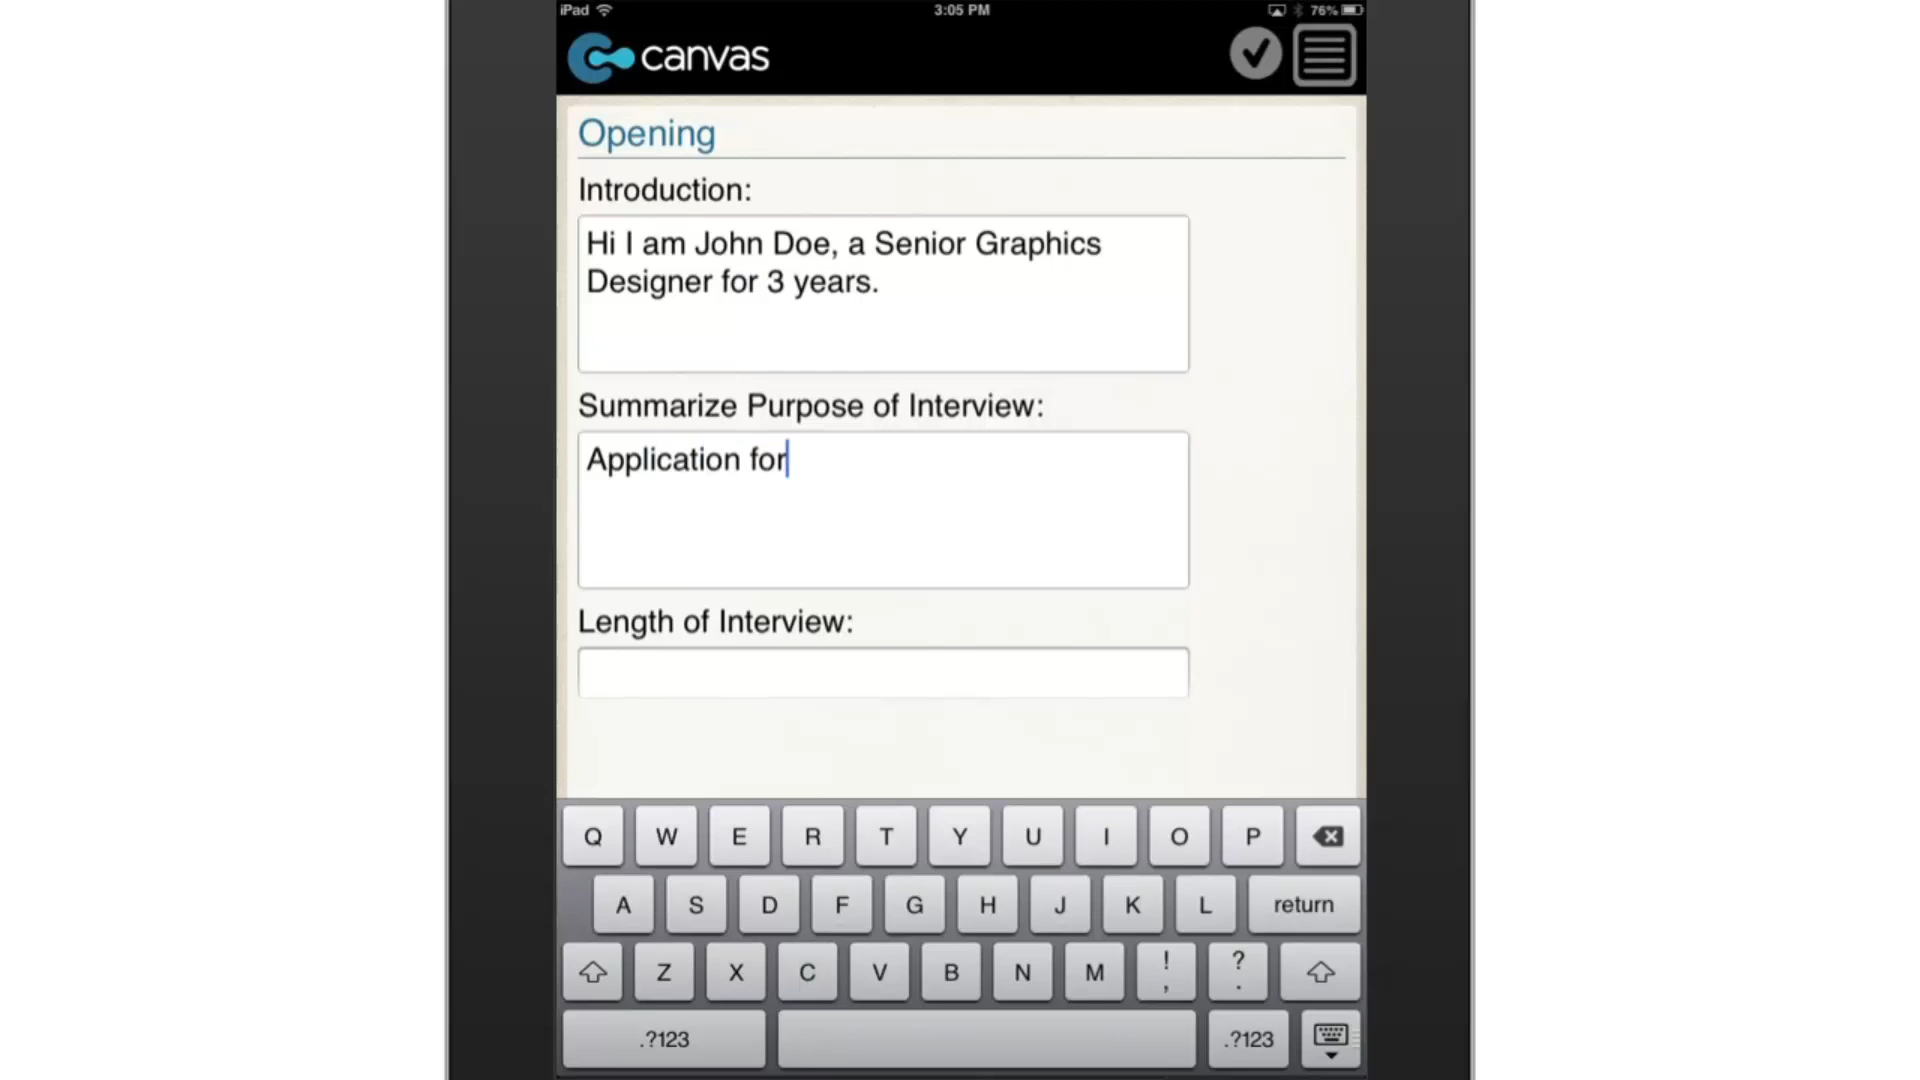 iPad 3:05 PM 76%
canvas
Opening
Introduction:
Hi I am John Doe, a Senior Graphics
Designer for 3 years.
Summarize Purpose of Interview:
Application for
Length of Interview:
Q W E R T Y U I O P
A S D F G H J K L return
Z X C V B N M ! , ? .
.?123 .?123